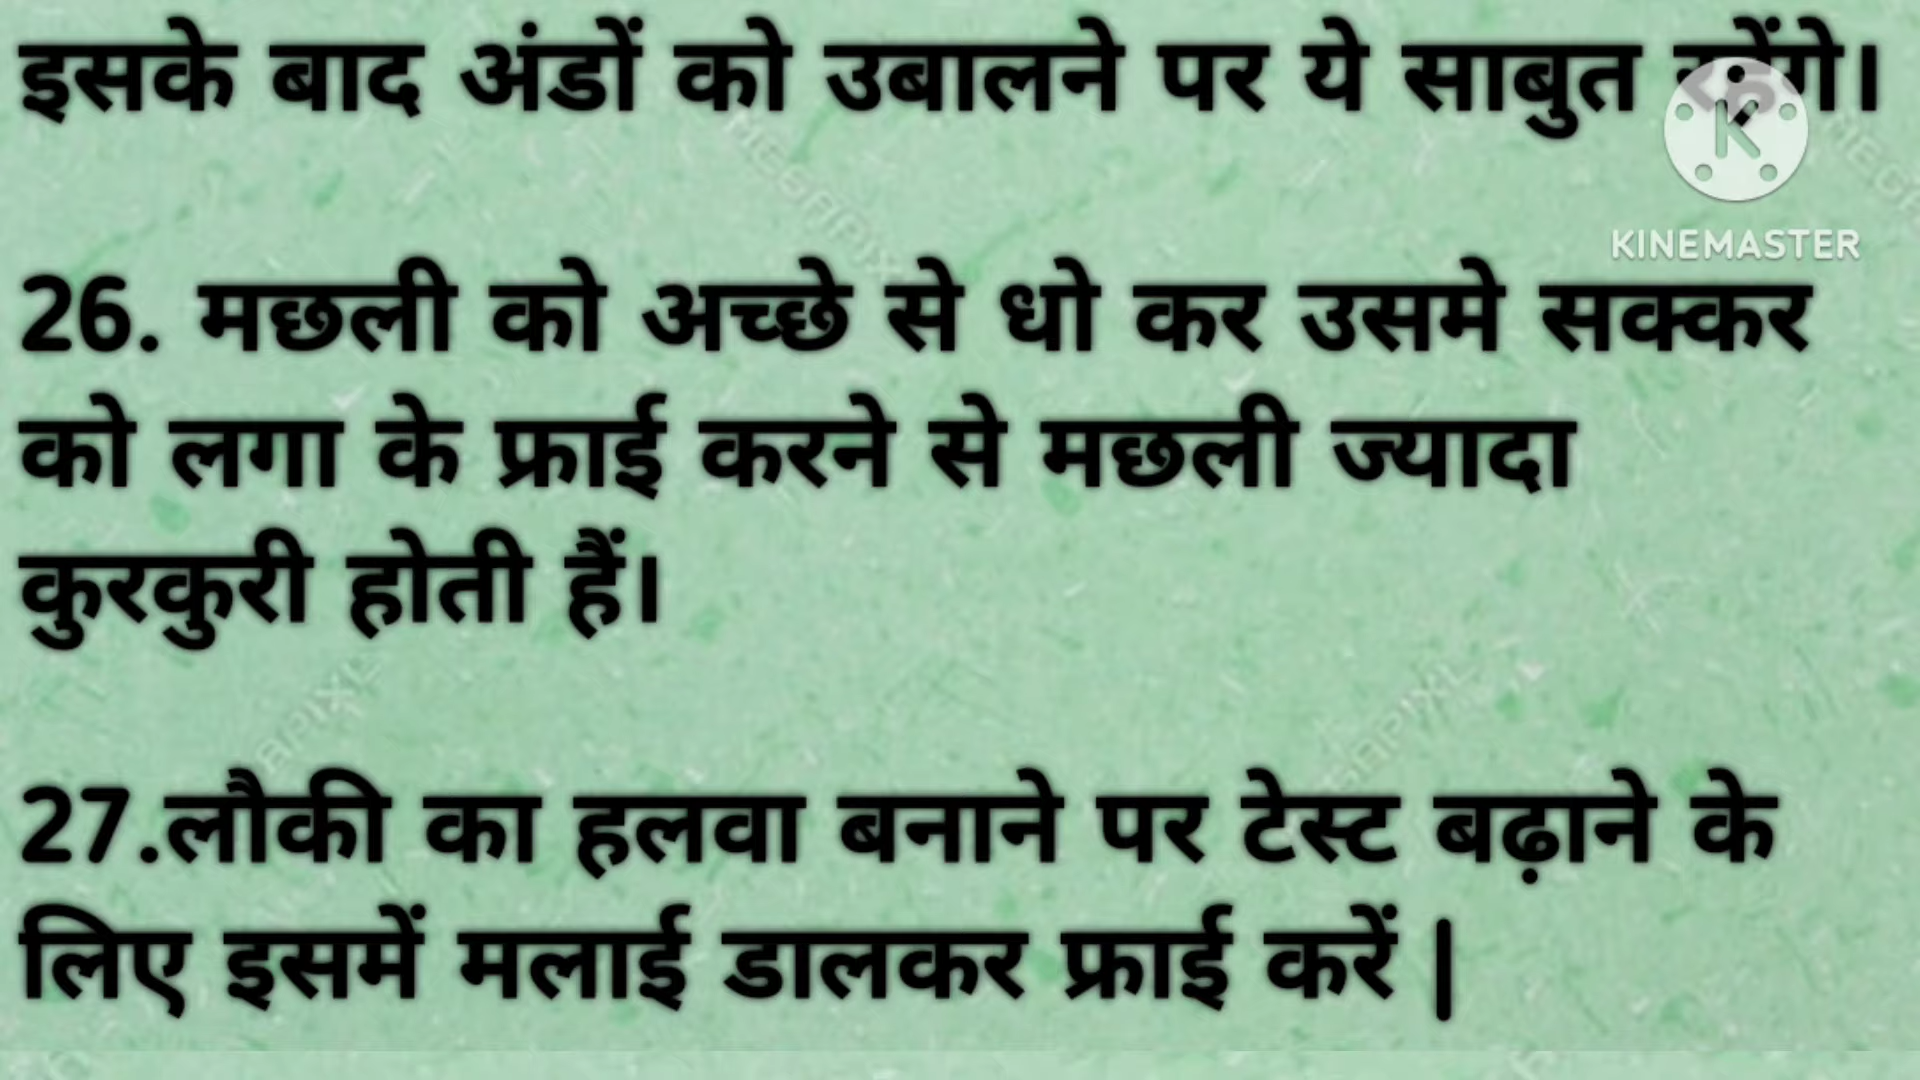 इसके बाद अंडों को उबालने पर ये साबुत रहेंगे।
KINEMASTER
26. मछली को अच्छे से धो कर उसमे सक्कर
को लगा के फ्राई करने से मछली ज्यादा
कुरकुरी होती हैं।
27.लौकी का हलवा बनाने पर टेस्ट बढ़ाने के
लिए इसमें मलाई डालकर फ्राई करें |